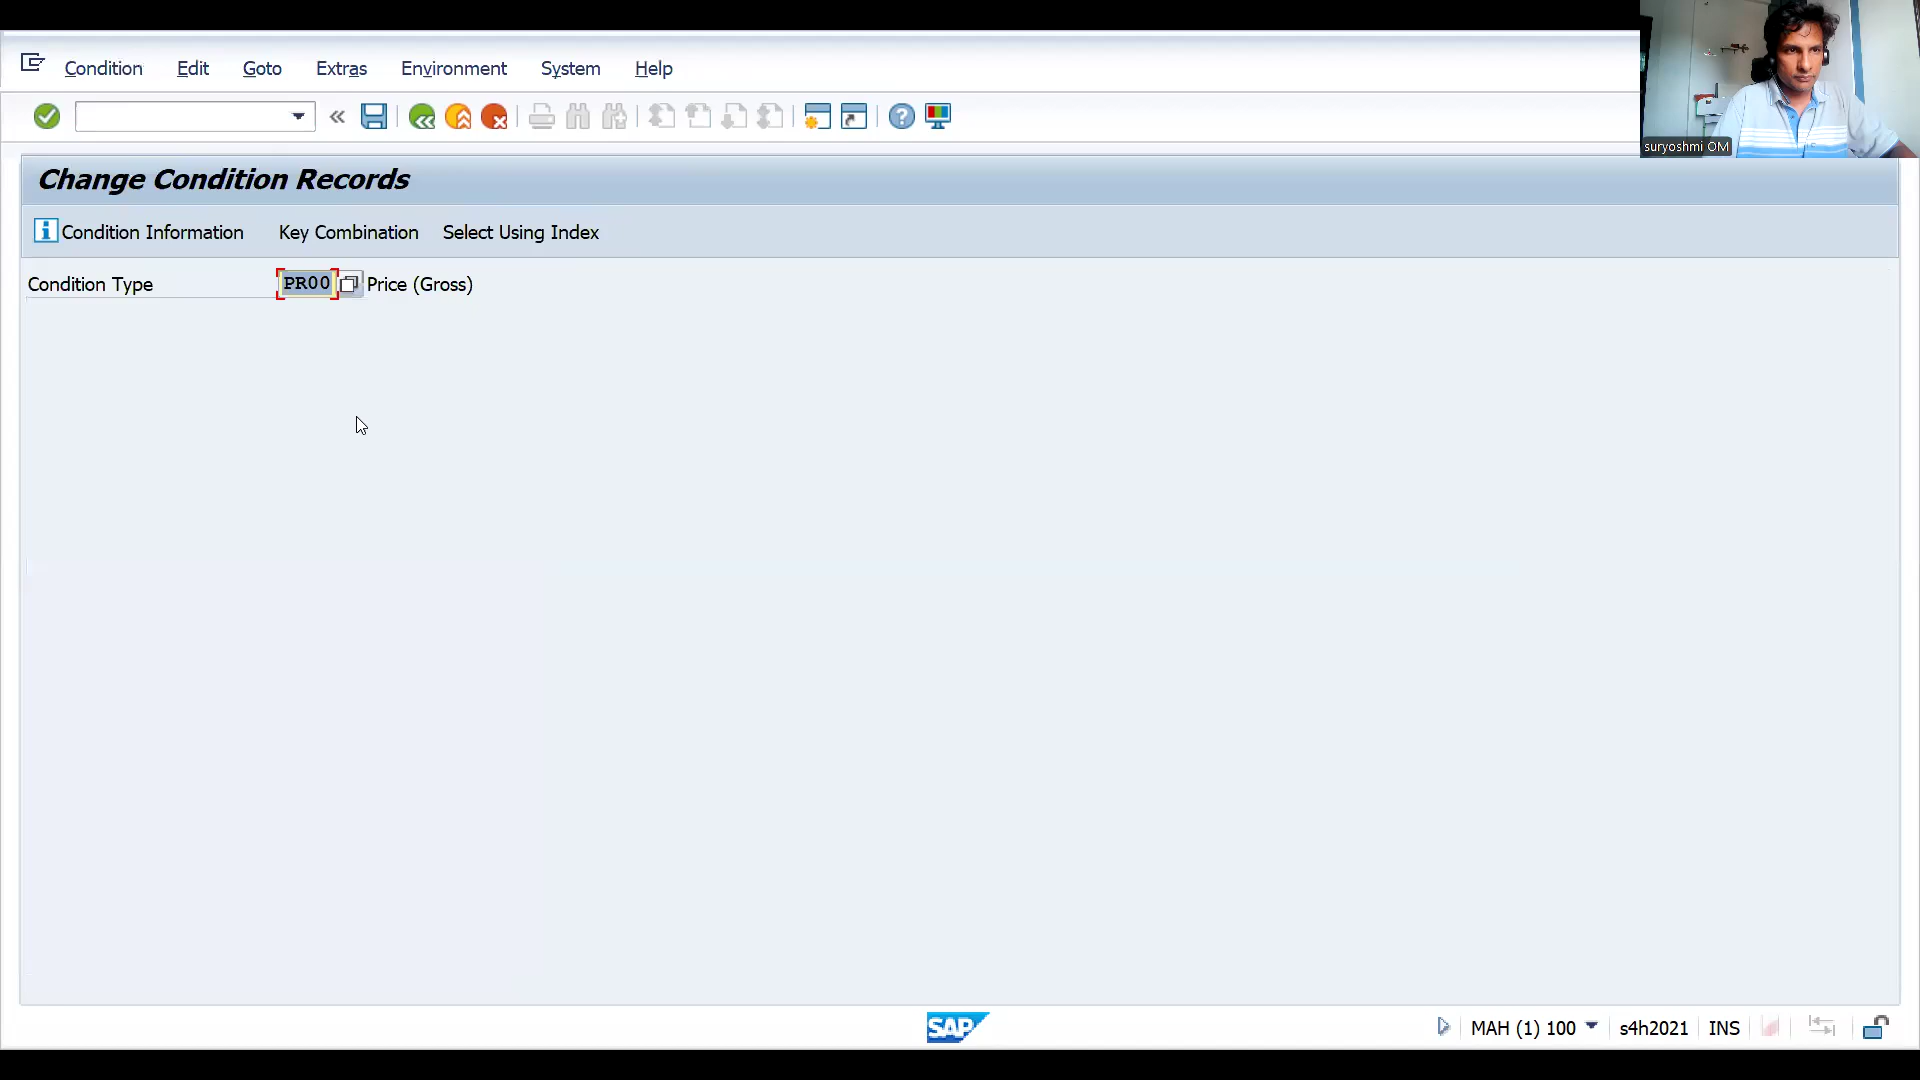 Condition Edit Goto Extras Environment System Help
suryoshmi OM
Change Condition Records
Condition Information Key Combination Select Using Index
Condition Type PR00 Price (Gross)
SAP MAH (1) 100 s4h2021 INS